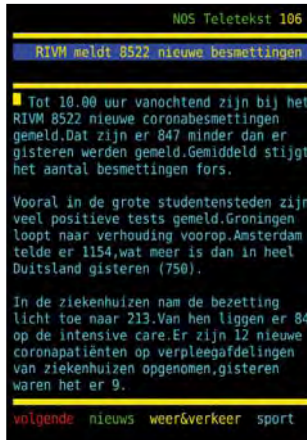 NOS Teletekst 106
RIVM meldt 8522 nieuwe besmettingen
Tot 10.00 uur vanochtend zijn bij het
RIVM 8522 nieuwe coronabesmettingen
gemeld.Dat zijn er 847 minder dan er
gisteren werden gemeld.Gemiddeld stijgt
het aantal besmettingen fors.
Vooral in de grote studentensteden zijn
veel positieve tests gemeld.Groningen
loopt naar verhouding voorop.Amsterdam
telde er 1154,wat meer is dan in heel
Duitsland gisteren (750).
In de ziekenhuizen nam de bezetting
licht toe naar 213.Van hen liggen er 84
op de intensive care.Er zijn 12 nieuwe
coronapatiënten op verpleegafdelingen
van ziekenhuizen opgenomen,gisteren
waren het er 9.
volgende nieuws weer&verkeer sport